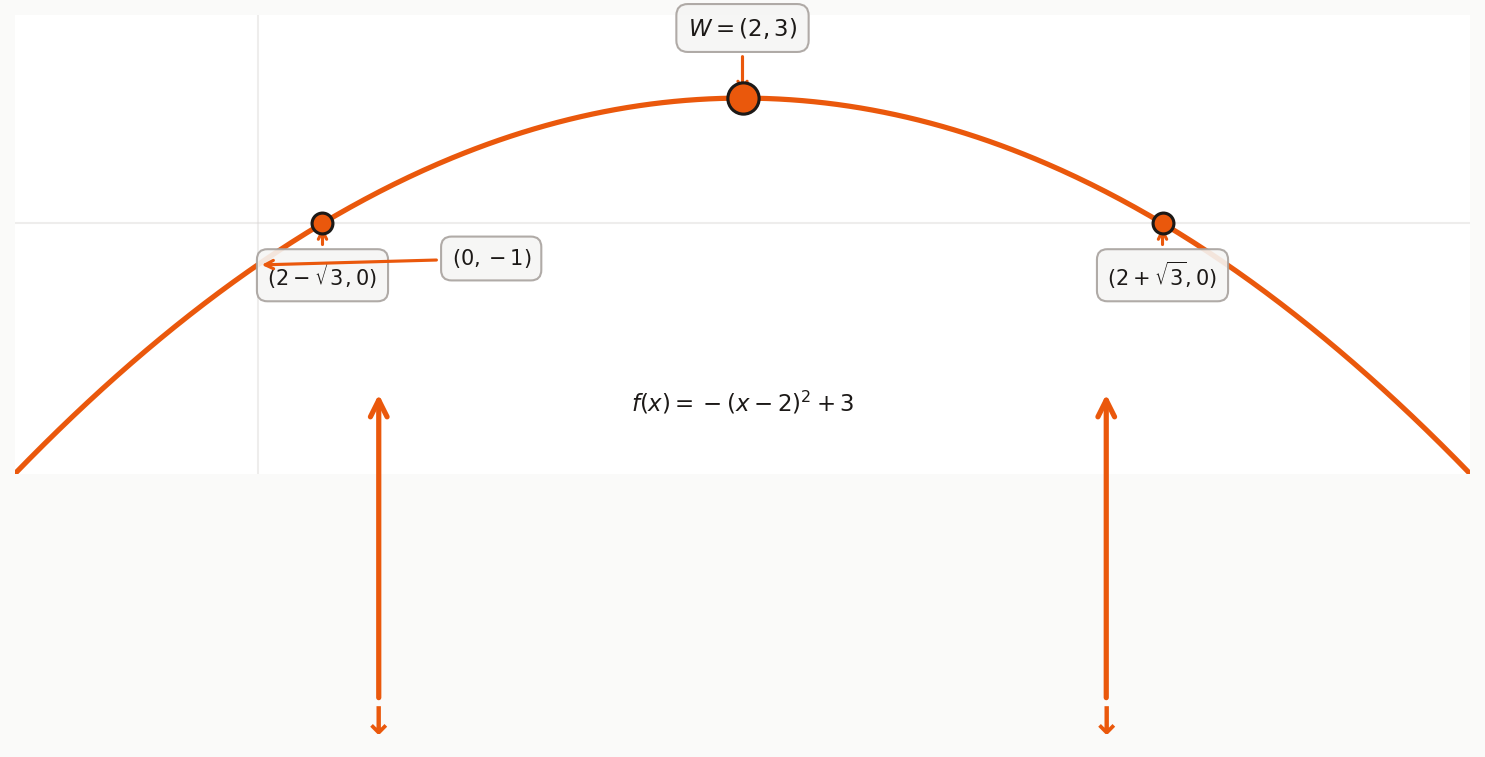 W = (2, 3)
(0, −1)
(2 − √3, 0)
(2 + √3, 0)
f(x) = −(x − 2)² + 3